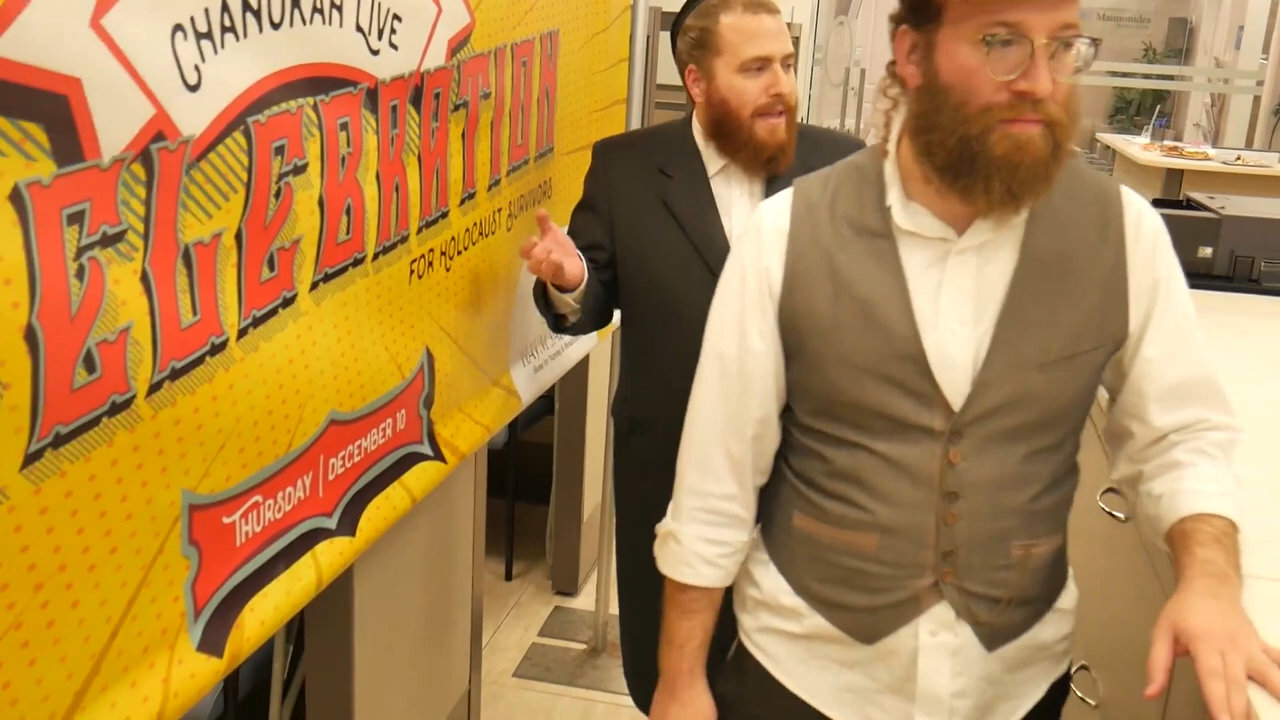 CHANUKAH LIVE
CELEBRATION
FOR HOLOCAUST SURVIVORS
THURSDAY | DECEMBER 10
Maimonides